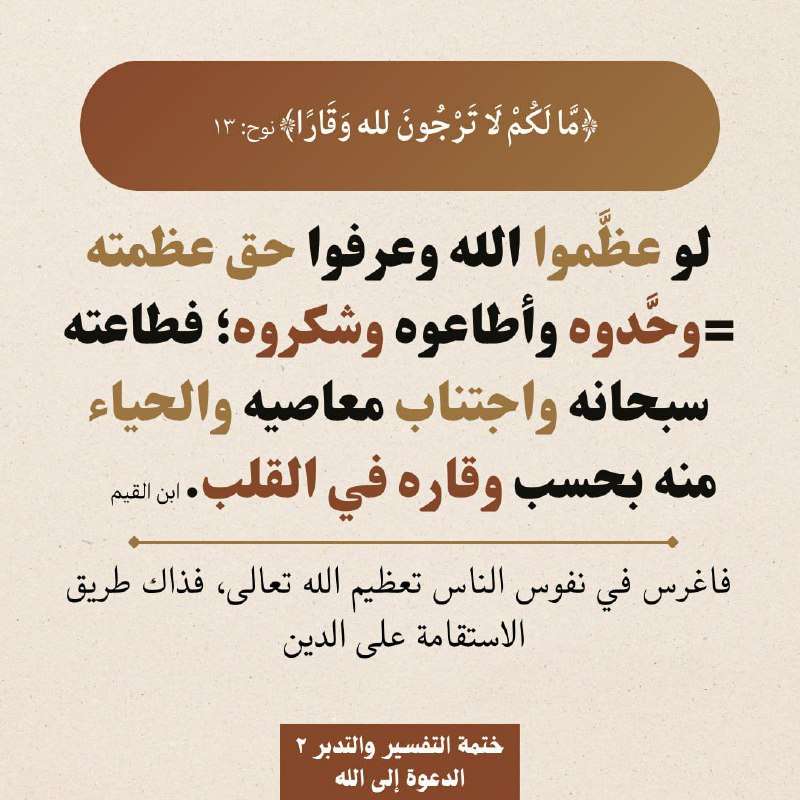 ﴿مَّا لَكُمْ لَا تَرْجُونَ لله وَقَارًا﴾ نوح: ١٣
لو عظَّموا الله وعرفوا حق عظمته
=وحَّدوه وأطاعوه وشكروه؛ فطاعته
سبحانه واجتناب معاصيه والحياء
منه بحسب وقاره في القلب. ابن القيم
فاغرس في نفوس الناس تعظيم الله تعالى، فذاك طريق
الاستقامة على الدين
ختمة التفسير والتدبر ٢
الدعوة إلى الله